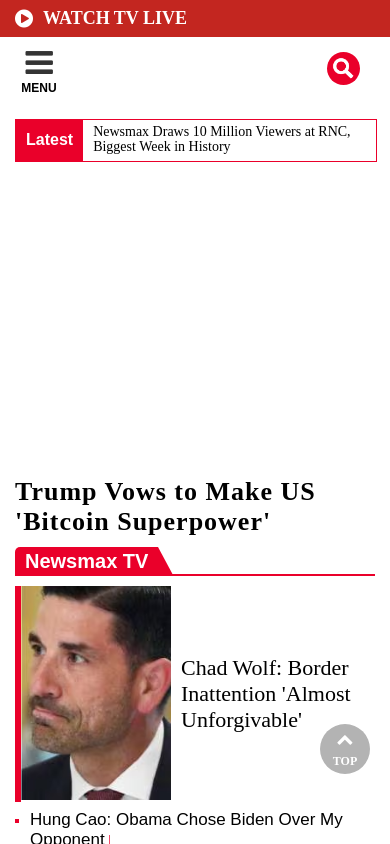 WATCH TV LIVE
MENU
Latest
Newsmax Draws 10 Million Viewers at RNC,
Biggest Week in History
Trump Vows to Make US
'Bitcoin Superpower'
Newsmax TV
Chad Wolf: Border
Inattention 'Almost
Unforgivable'
TOP
Hung Cao: Obama Chose Biden Over My
Opponent |